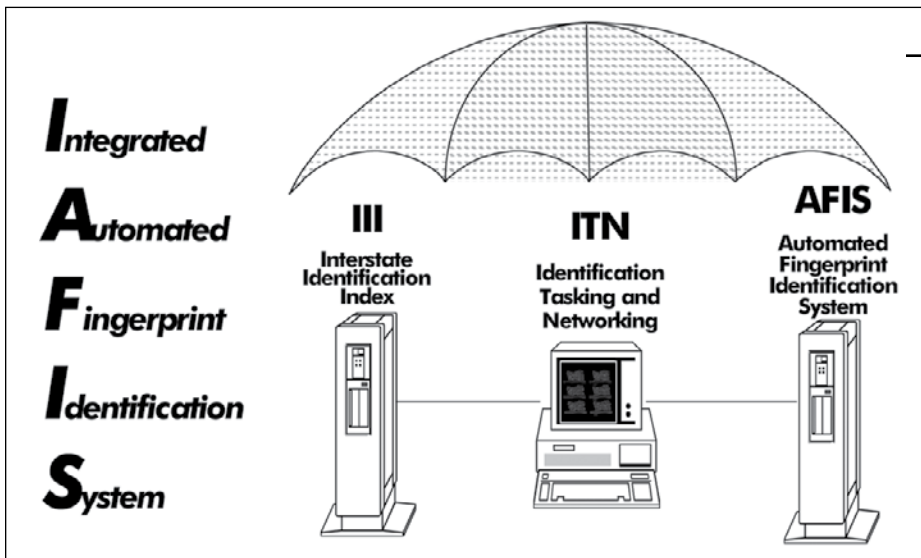 Integrated
Automated
Fingerprint
Identification
System
III
Interstate
Identification
Index
ITN
Identification
Tasking and
Networking
AFIS
Automated
Fingerprint
Identification
System